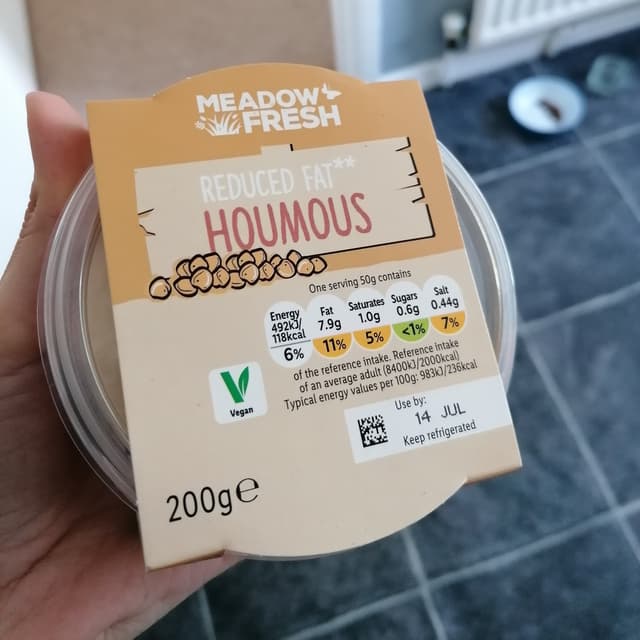 MEADOW
FRESH
REDUCED FAT**
HOUMOUS
One serving 50g contains
Energy
492kJ/
118kcal
6%
Fat
7.9g
11%
Saturates
1.0g
5%
Sugars
0.6g
<1%
Salt
0.44g
7%
of the reference intake. Reference intake
of an average adult (8400kJ/2000kcal)
Typical energy values per 100g: 983kJ/236kcal
V
Vegan
Use by:
14 JUL
Keep refrigerated
200g℮